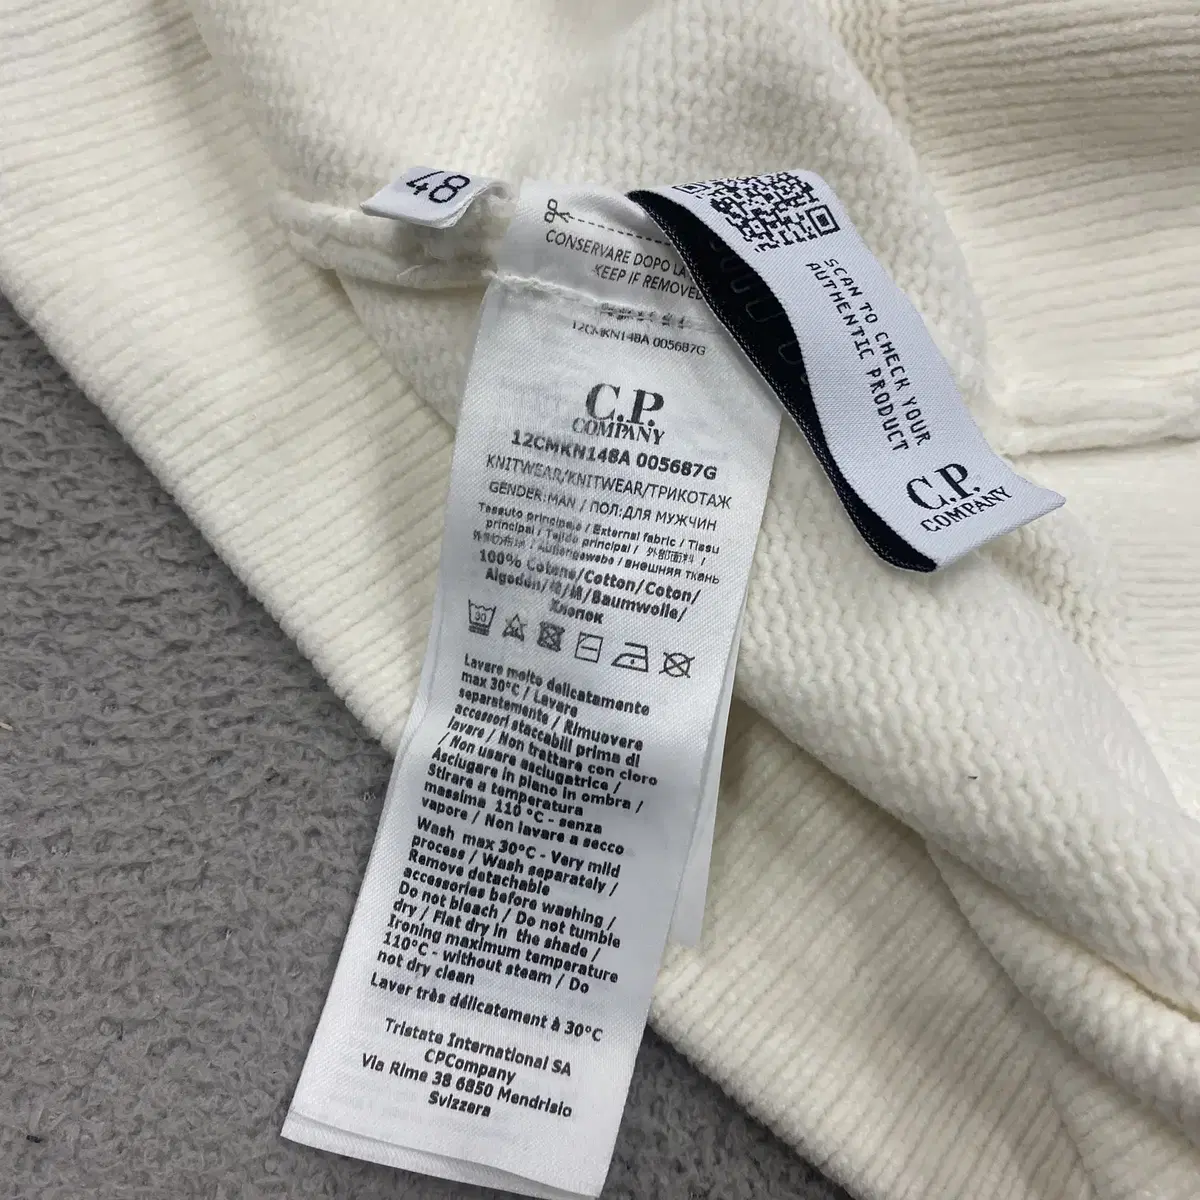 48
CONSERVARE DOPO LA
KEEP IF REMOVED
12CMKN148A 005687G
C.P.
COMPANY
12CMKN148A 005687G
KNITWEAR/KNITWEAR/ТРИКОТАЖ
GENDER:MAN / ПОЛ:ДЛЯ МУЖЧИН
Tessuto principale / External fabric / Tissu
principal / Tejido principal / 外部面料 /
/ Außengewebe / внешняя ткань
100% Cotone/Cotton/Coton/
Algodón/棉/綿/Baumwolle/
Хлопок
30
Lavare molto delicatamente
max 30°C / Lavare
separatamente / Rimuovere
accessori staccabili prima di
lavare / Non trattare con cloro
/ Non usare asciugatrice /
Asciugare in piano in ombra /
Stirare a temperatura
massima 110 °C - senza
vapore / Non lavare a secco
Wash max 30°C - Very mild
process / Wash separately /
Remove detachable
accessories before washing /
Do not bleach / Do not tumble
dry / Flat dry in the shade /
Ironing maximum temperature
110°C - without steam / Do
not dry clean
Laver très délicatement à 30°C
Tristate International SA
CPCompany
Via Rime 38 6850 Mendrisio
Svizzera
SCAN TO CHECK YOUR
AUTHENTIC PRODUCT
C.P.
COMPANY